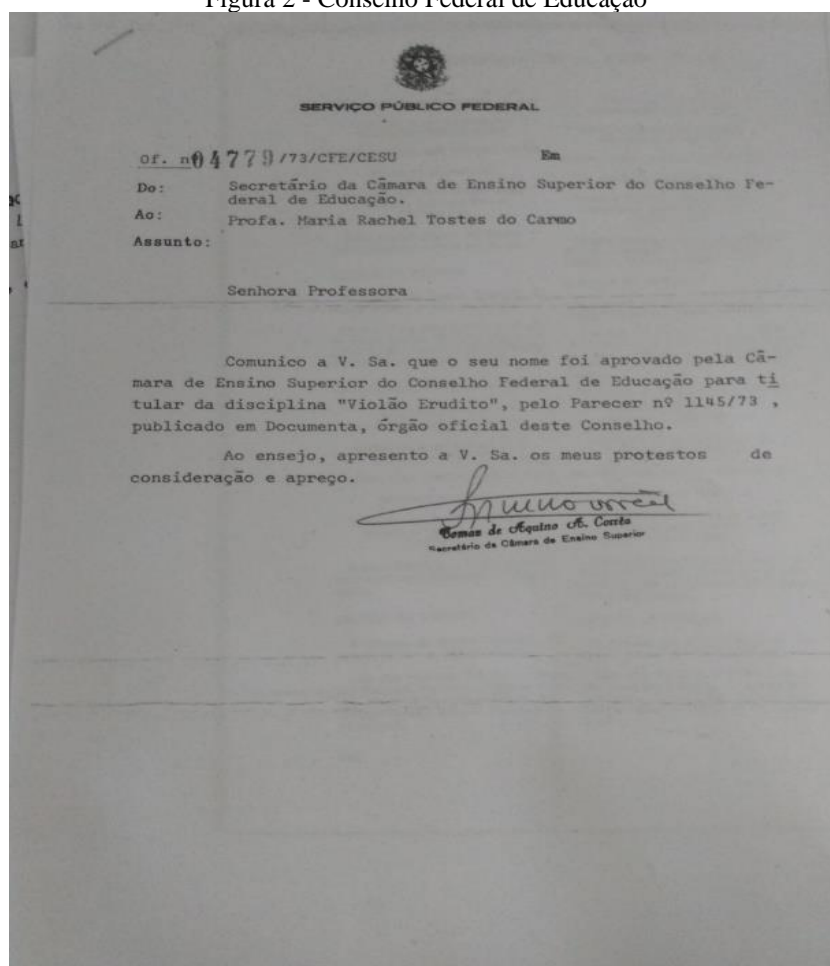 Figura 2 - Conselho Federal de Educação
SERVIÇO PÚBLICO FEDERAL
Of. nº 04779/73/CFE/CESU Em
Do: Secretário da Câmara de Ensino Superior do Conselho Fe-
deral de Educação.
Ao: Profa. Maria Rachel Tostes do Carmo
Assunto:
Senhora Professora
Comunico a V. Sa. que o seu nome foi aprovado pela Câ-
mara de Ensino Superior do Conselho Federal de Educação para ti
tular da disciplina "Violão Erudito", pelo Parecer nº 1145/73 ,
publicado em Documenta, órgão oficial deste Conselho.
Ao ensejo, apresento a V. Sa. os meus protestos de
consideração e apreço.
de Aquino A. Corrêa
Secretário da Câmara de Ensino Superior